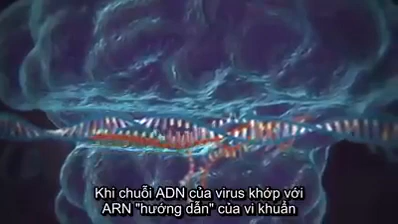 Khi chuỗi ADN của virus khớp với
ARN "hướng dẫn" của vi khuẩn